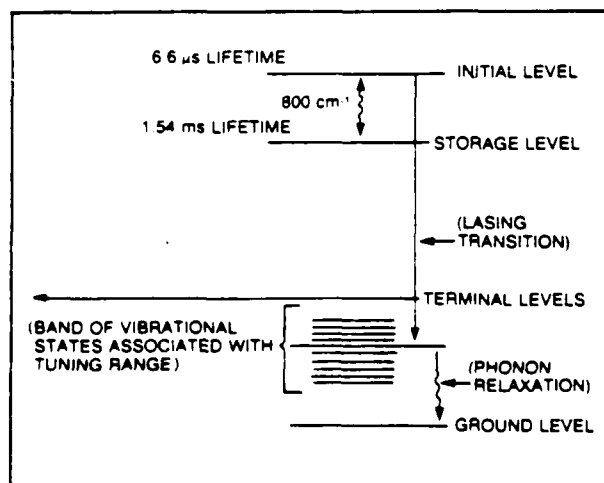 6.6 µs LIFETIME
INITIAL LEVEL
800 cm⁻¹
1.54 ms LIFETIME
STORAGE LEVEL
(LASING
TRANSITION)
TERMINAL LEVELS
(BAND OF VIBRATIONAL
STATES ASSOCIATED WITH
TUNING RANGE)
(PHONON
RELAXATION)
GROUND LEVEL